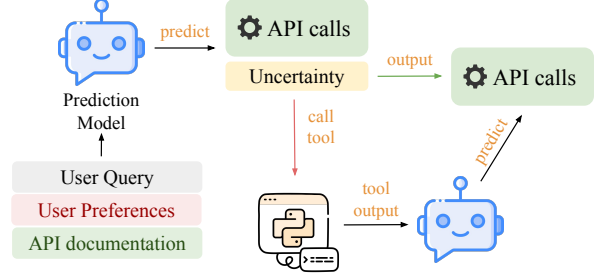 predict
API calls
Uncertainty
output
API calls
Prediction
Model
call
tool
predict
User Query
User Preferences
API documentation
tool
output